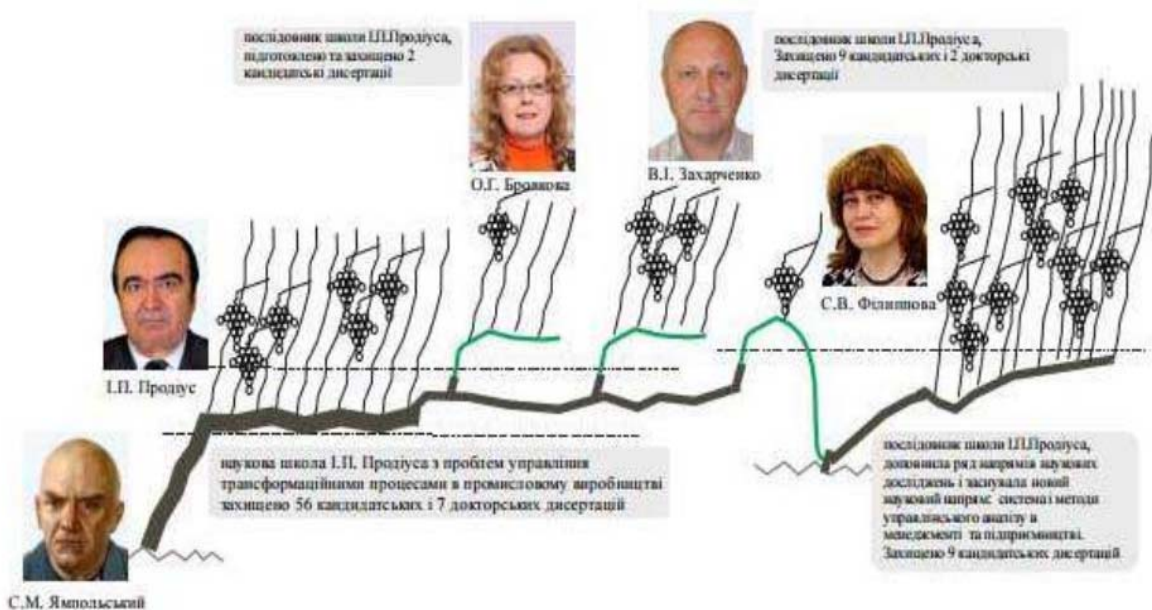 послідовник школи І.П.Продіуса,
підготовлено та захищено 2
кандидатські дисертації
послідовник школи І.П.Продіуса,
Захищено 9 кандидатських і 2 докторські
дисертації
О.Г. Бровкова
В.І. Захарченко
С.В. Філиппова
І.П. Продіус
наукова школа І.П. Продіуса з проблем управління
трансформаційними процесами в промисловому виробництві
захищено 56 кандидатських і 7 докторських дисертацій
послідовник школи І.П.Продіуса,
доповнила ряд напрямів наукових
досліджень і заснувала новий
науковий напрям: система і методи
управлінського аналізу в
менеджменті та підприємництві.
Захищено 9 кандидатських дисертацій
С.М. Ямпольський